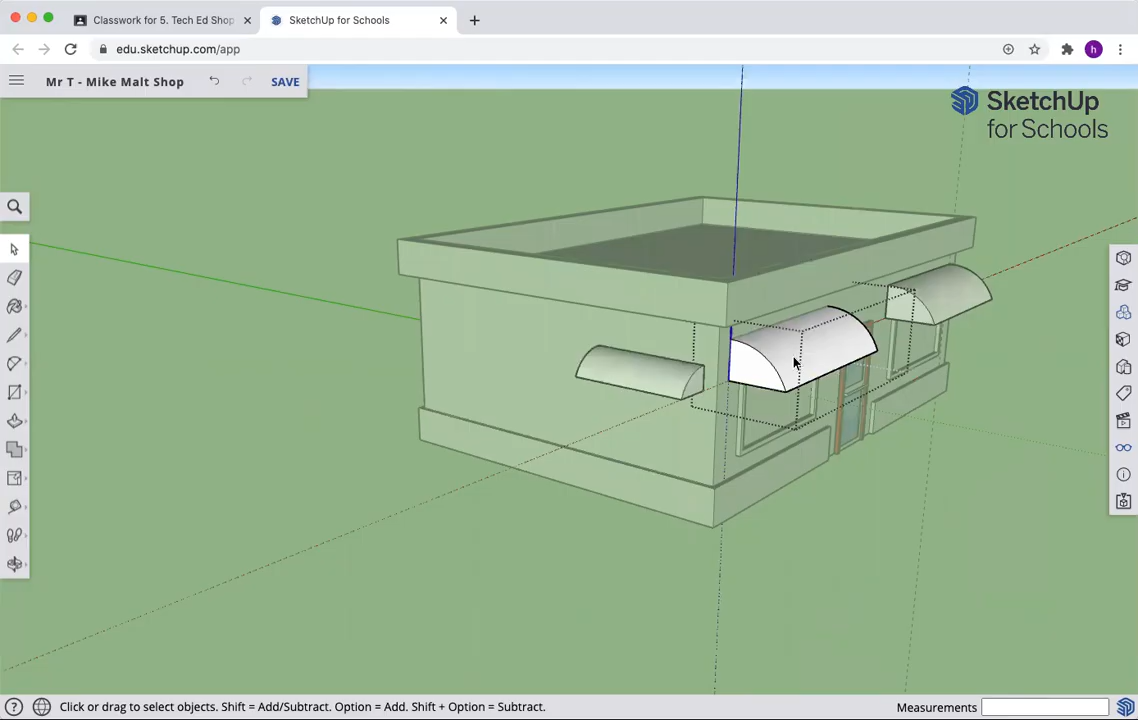 Classwork for 5. Tech Ed Shop
SketchUp for Schools
edu.sketchup.com/app
h
Mr T - Mike Malt Shop
SAVE
SketchUp
for Schools
Click or drag to select objects. Shift = Add/Subtract. Option = Add. Shift + Option = Subtract.
Measurements